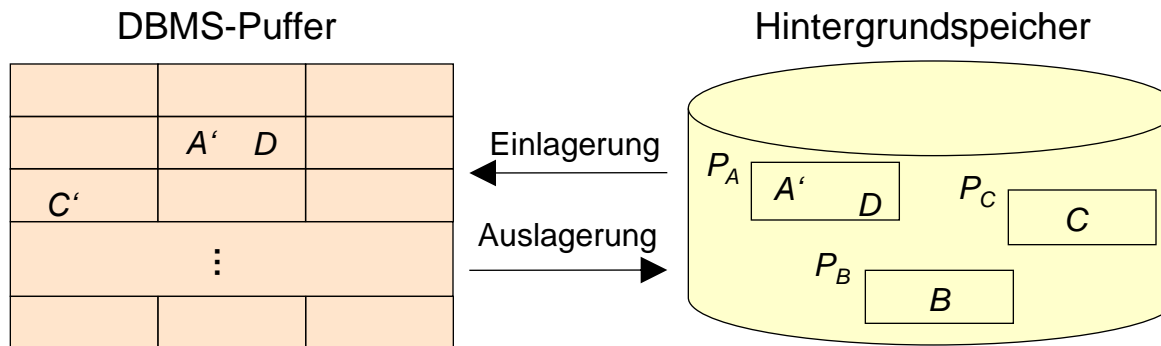 DBMS-Puffer
Hintergrundspeicher
A‘ D
C‘
⋮
Einlagerung
Auslagerung
P_A
A‘ D
P_C
C
P_B
B